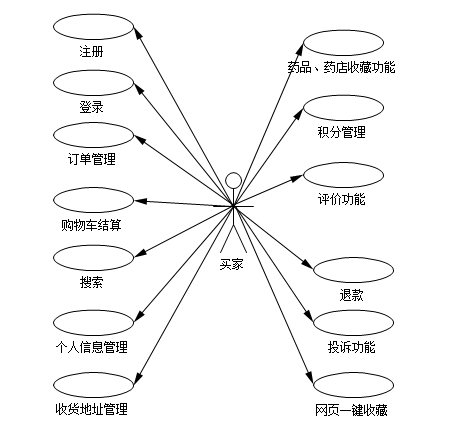 注册
药品、药店收藏功能
登录
积分管理
订单管理
评价功能
购物车结算
买家
搜索
退款
个人信息管理
投诉功能
收货地址管理
网页一键收藏